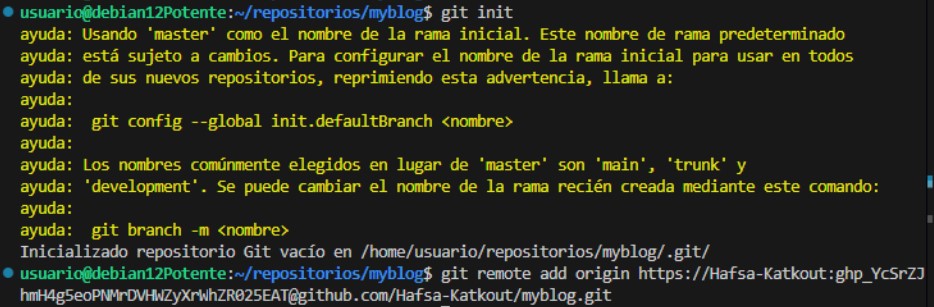 usuario@debian12Potente:~/repositorios/myblog$ git init
ayuda: Usando 'master' como el nombre de la rama inicial. Este nombre de rama predeterminado
ayuda: está sujeto a cambios. Para configurar el nombre de la rama inicial para usar en todos
ayuda: de sus nuevos repositorios, reprimiendo esta advertencia, llama a:
ayuda:
ayuda:  git config --global init.defaultBranch <nombre>
ayuda:
ayuda: Los nombres comúnmente elegidos en lugar de 'master' son 'main', 'trunk' y
ayuda: 'development'. Se puede cambiar el nombre de la rama recién creada mediante este comando:
ayuda:
ayuda:  git branch -m <nombre>
Inicializado repositorio Git vacío en /home/usuario/repositorios/myblog/.git/
usuario@debian12Potente:~/repositorios/myblog$ git remote add origin https://Hafsa-Katkout:ghp_YcSrZJ
hmH4g5eoPNMrDVHWZyXrWhZR025EAT@github.com/Hafsa-Katkout/myblog.git